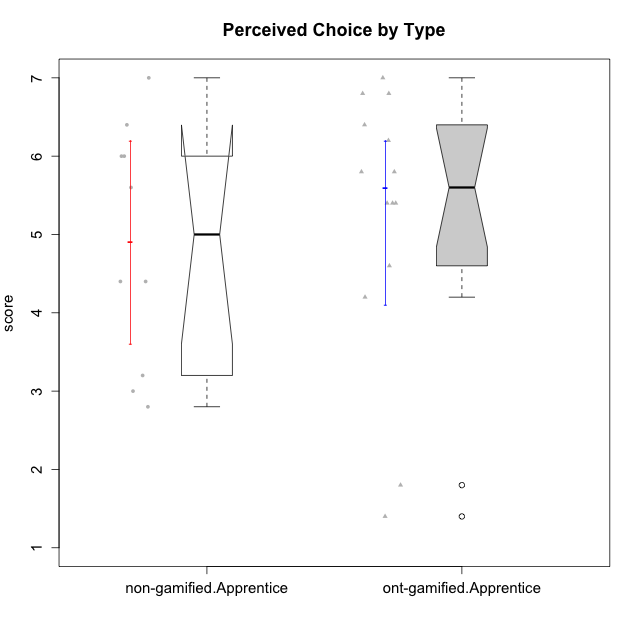 Perceived Choice by Type
7
6
5
4
3
2
1
score
non-gamified.Apprentice
ont-gamified.Apprentice